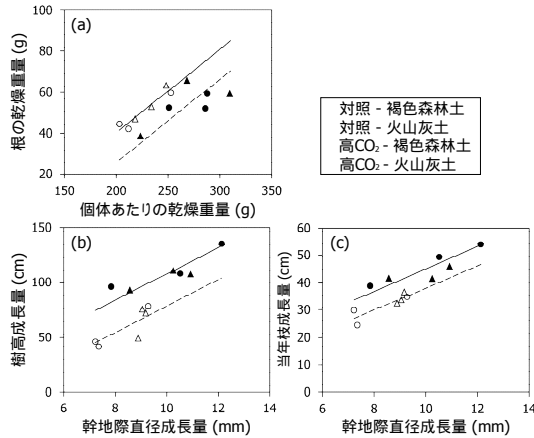 (a)
根の乾燥重量 (g)
100
80
60
40
20
150
200
250
300
350
個体あたりの乾燥重量 (g)
対照 - 褐色森林土
対照 - 火山灰土
高CO₂ - 褐色森林土
高CO₂ - 火山灰土
(b)
樹高成長量 (cm)
150
100
50
0
6
8
10
12
14
幹地際直径成長量 (mm)
(c)
当年枝成長量 (cm)
60
50
40
30
20
10
0
6
8
10
12
14
幹地際直径成長量 (mm)